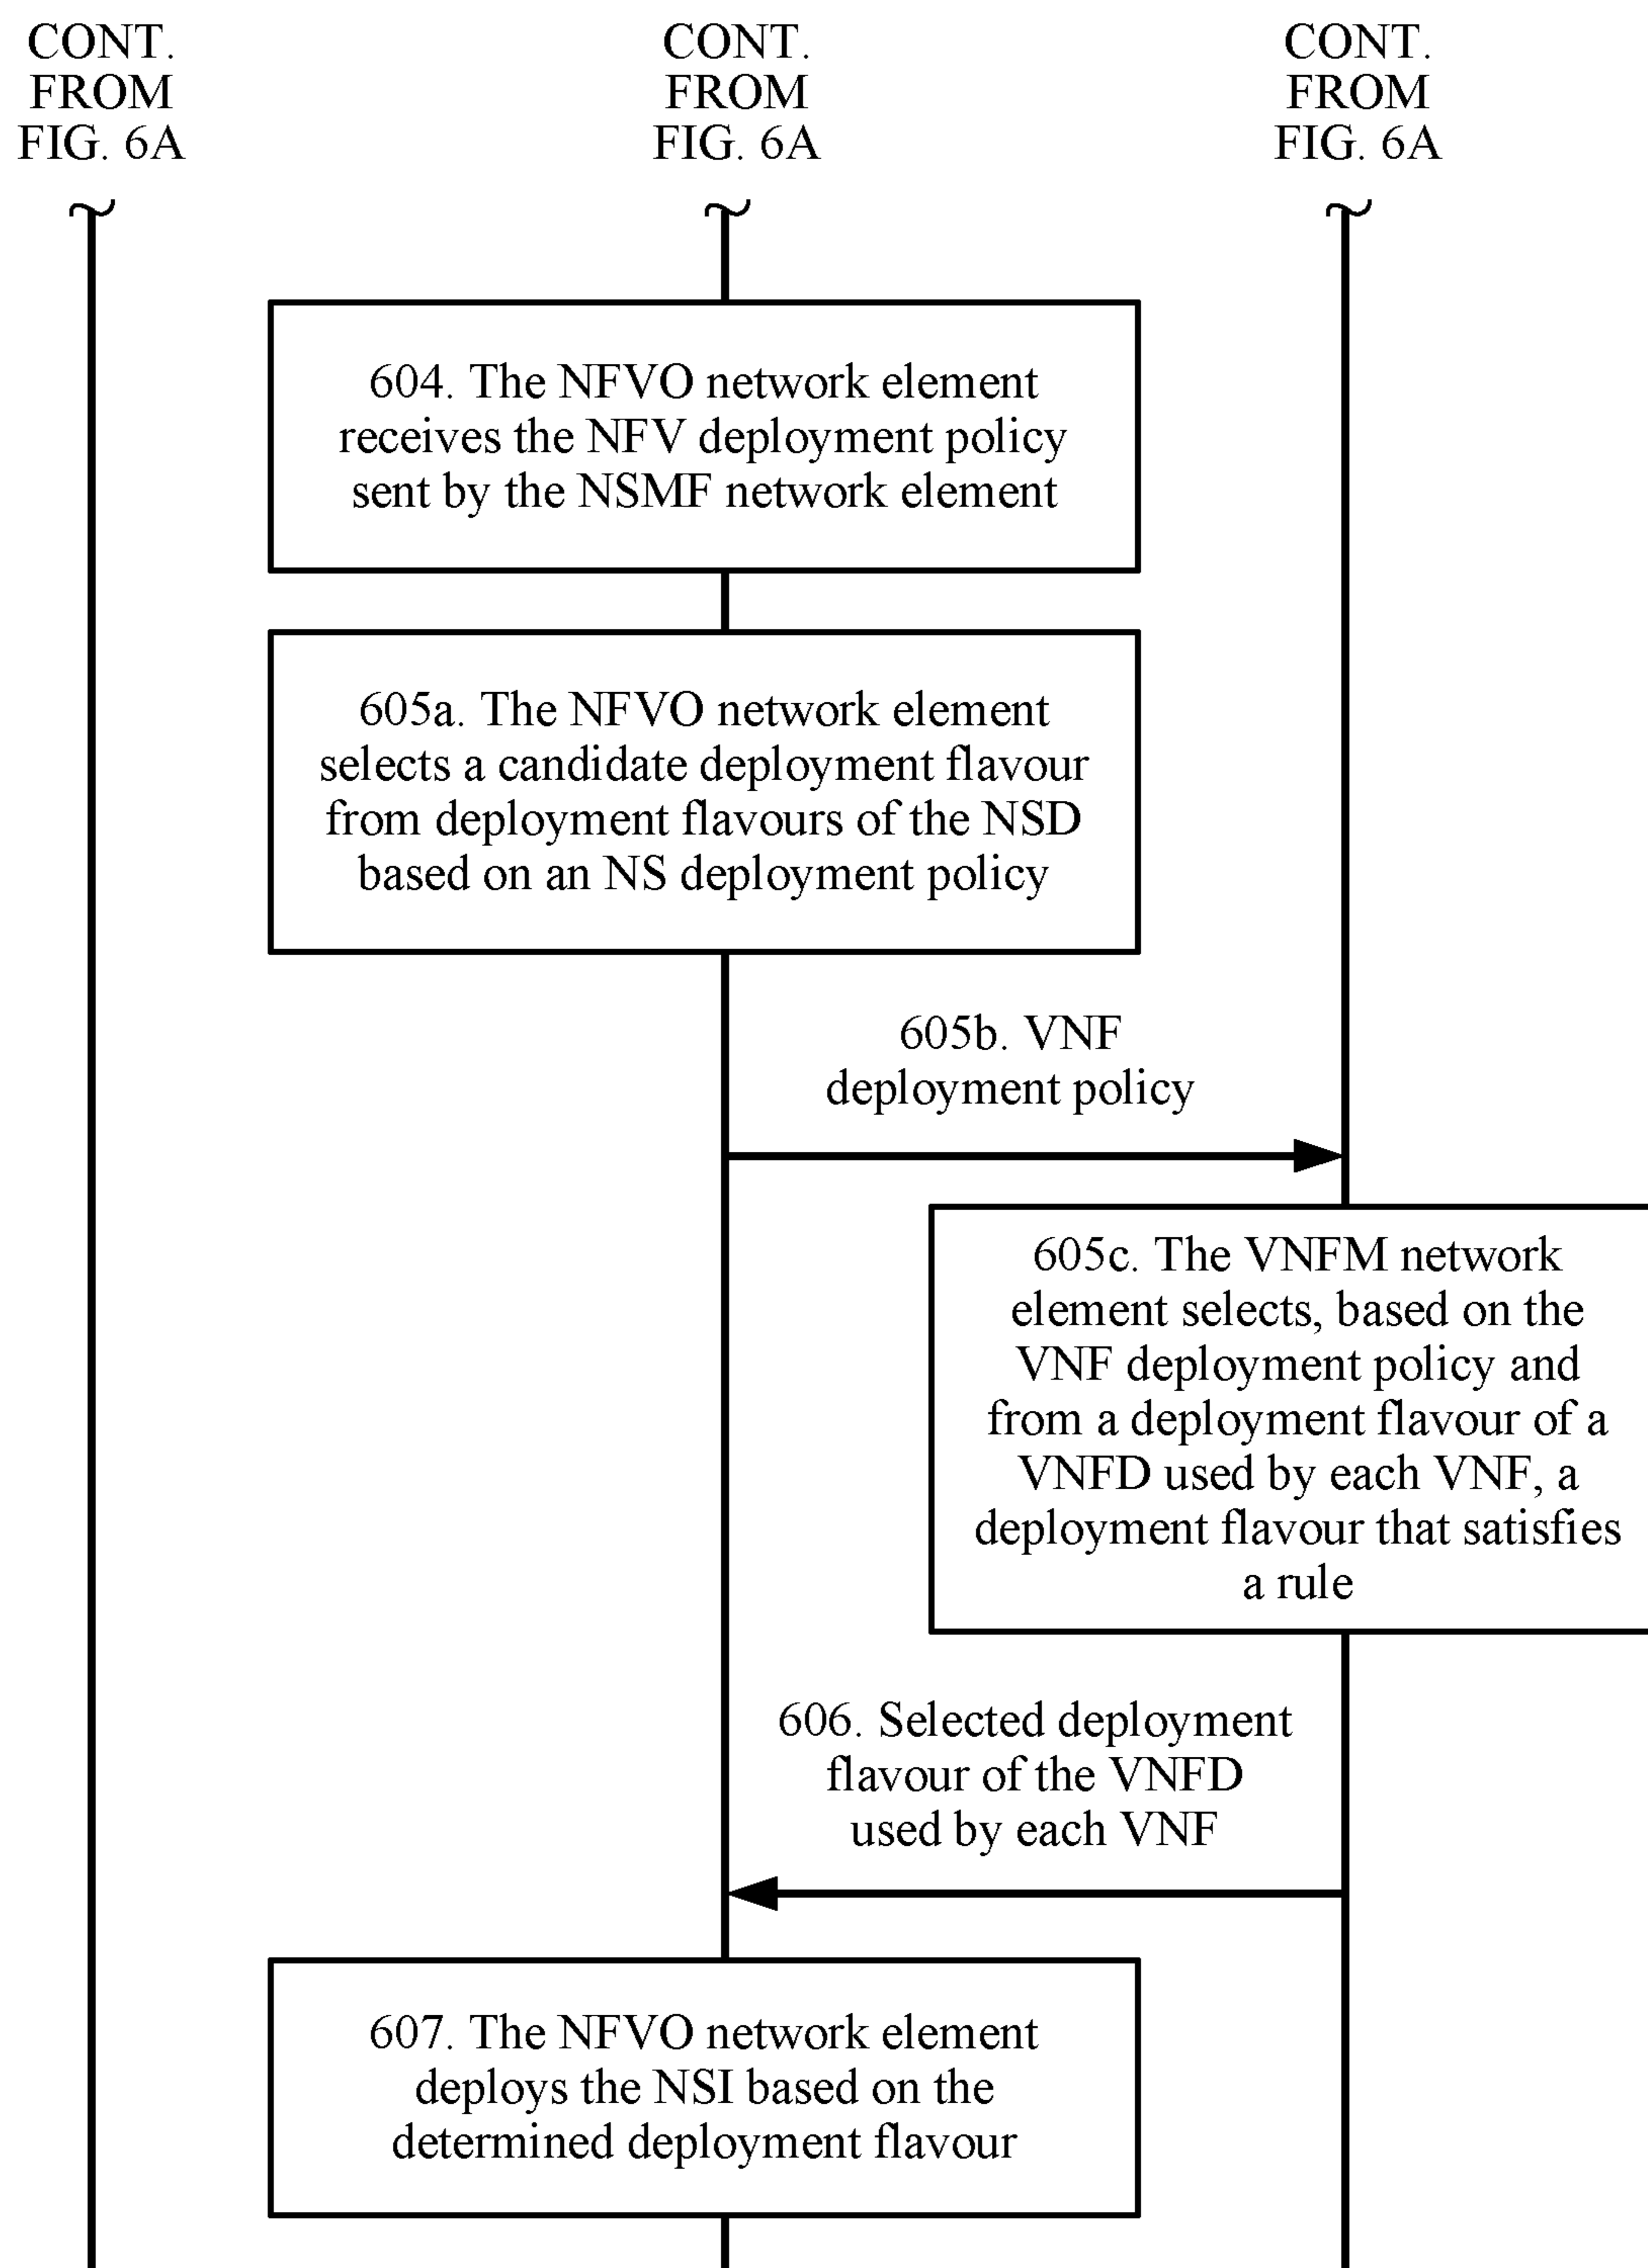 CONT.
FROM
FIG. 6A
CONT.
FROM
FIG. 6A
CONT.
FROM
FIG. 6A
604. The NFVO network element
receives the NFV deployment policy
sent by the NSMF network element
605a. The NFVO network element
selects a candidate deployment flavour
from deployment flavours of the NSD
based on an NS deployment policy
605b. VNF
deployment policy
605c. The VNFM network
element selects, based on the
VNF deployment policy and
from a deployment flavour of a
VNFD used by each VNF, a
deployment flavour that satisfies
a rule
606. Selected deployment
flavour of the VNFD
used by each VNF
607. The NFVO network element
deploys the NSI based on the
determined deployment flavour